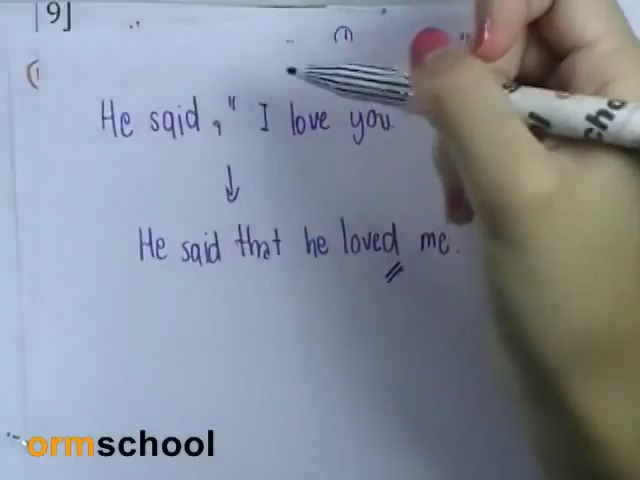 [9]
He said, " I love you.
He said that he loved me.
ormschool